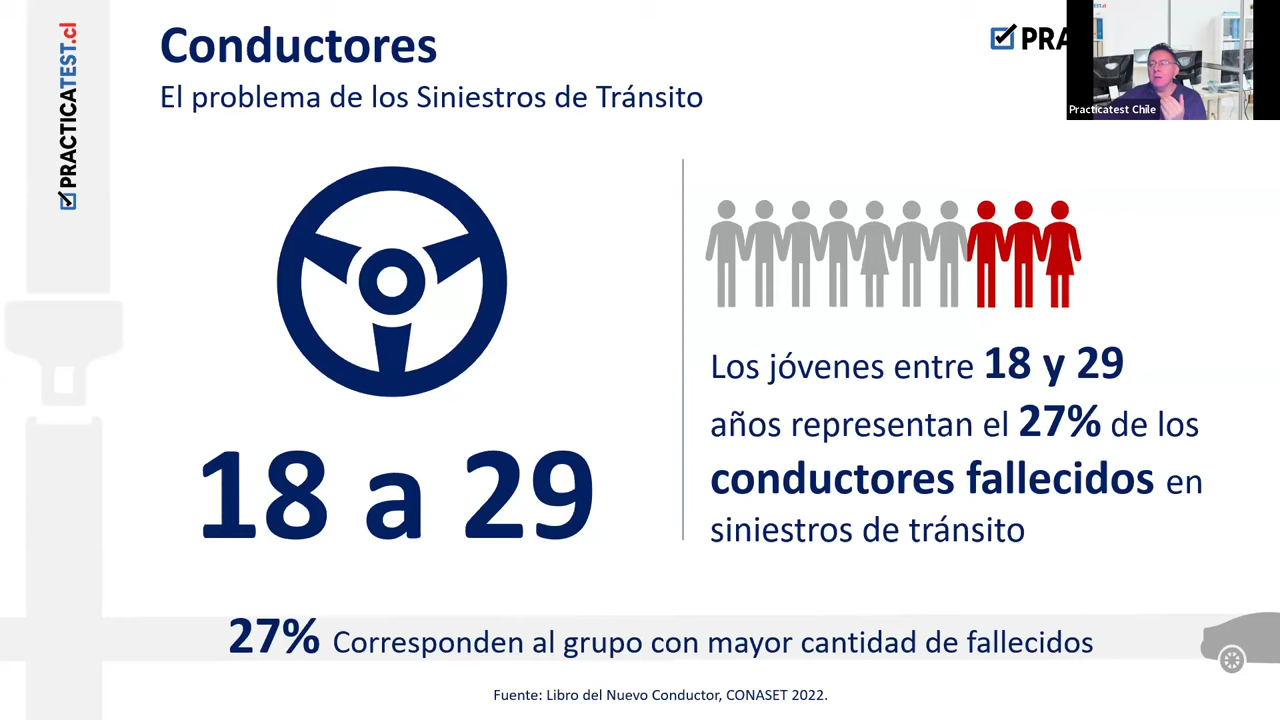 PRACTICATEST.cl
Conductores
El problema de los Siniestros de Tránsito
PRA
Practicatest Chile
18 a 29
Los jóvenes entre 18 y 29
años representan el 27% de los
conductores fallecidos en
siniestros de tránsito
27% Corresponden al grupo con mayor cantidad de fallecidos
Fuente: Libro del Nuevo Conductor, CONASET 2022.